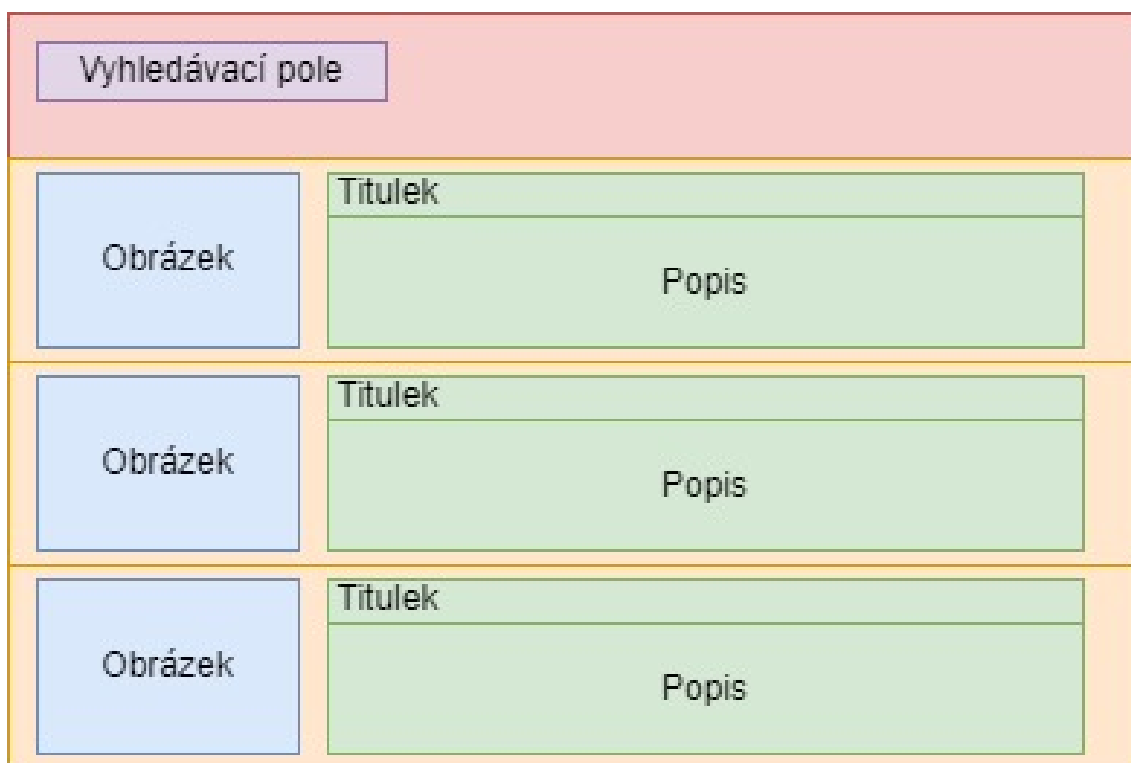 Vyhledávací pole
Obrázek
Titulek
Popis
Obrázek
Titulek
Popis
Obrázek
Titulek
Popis